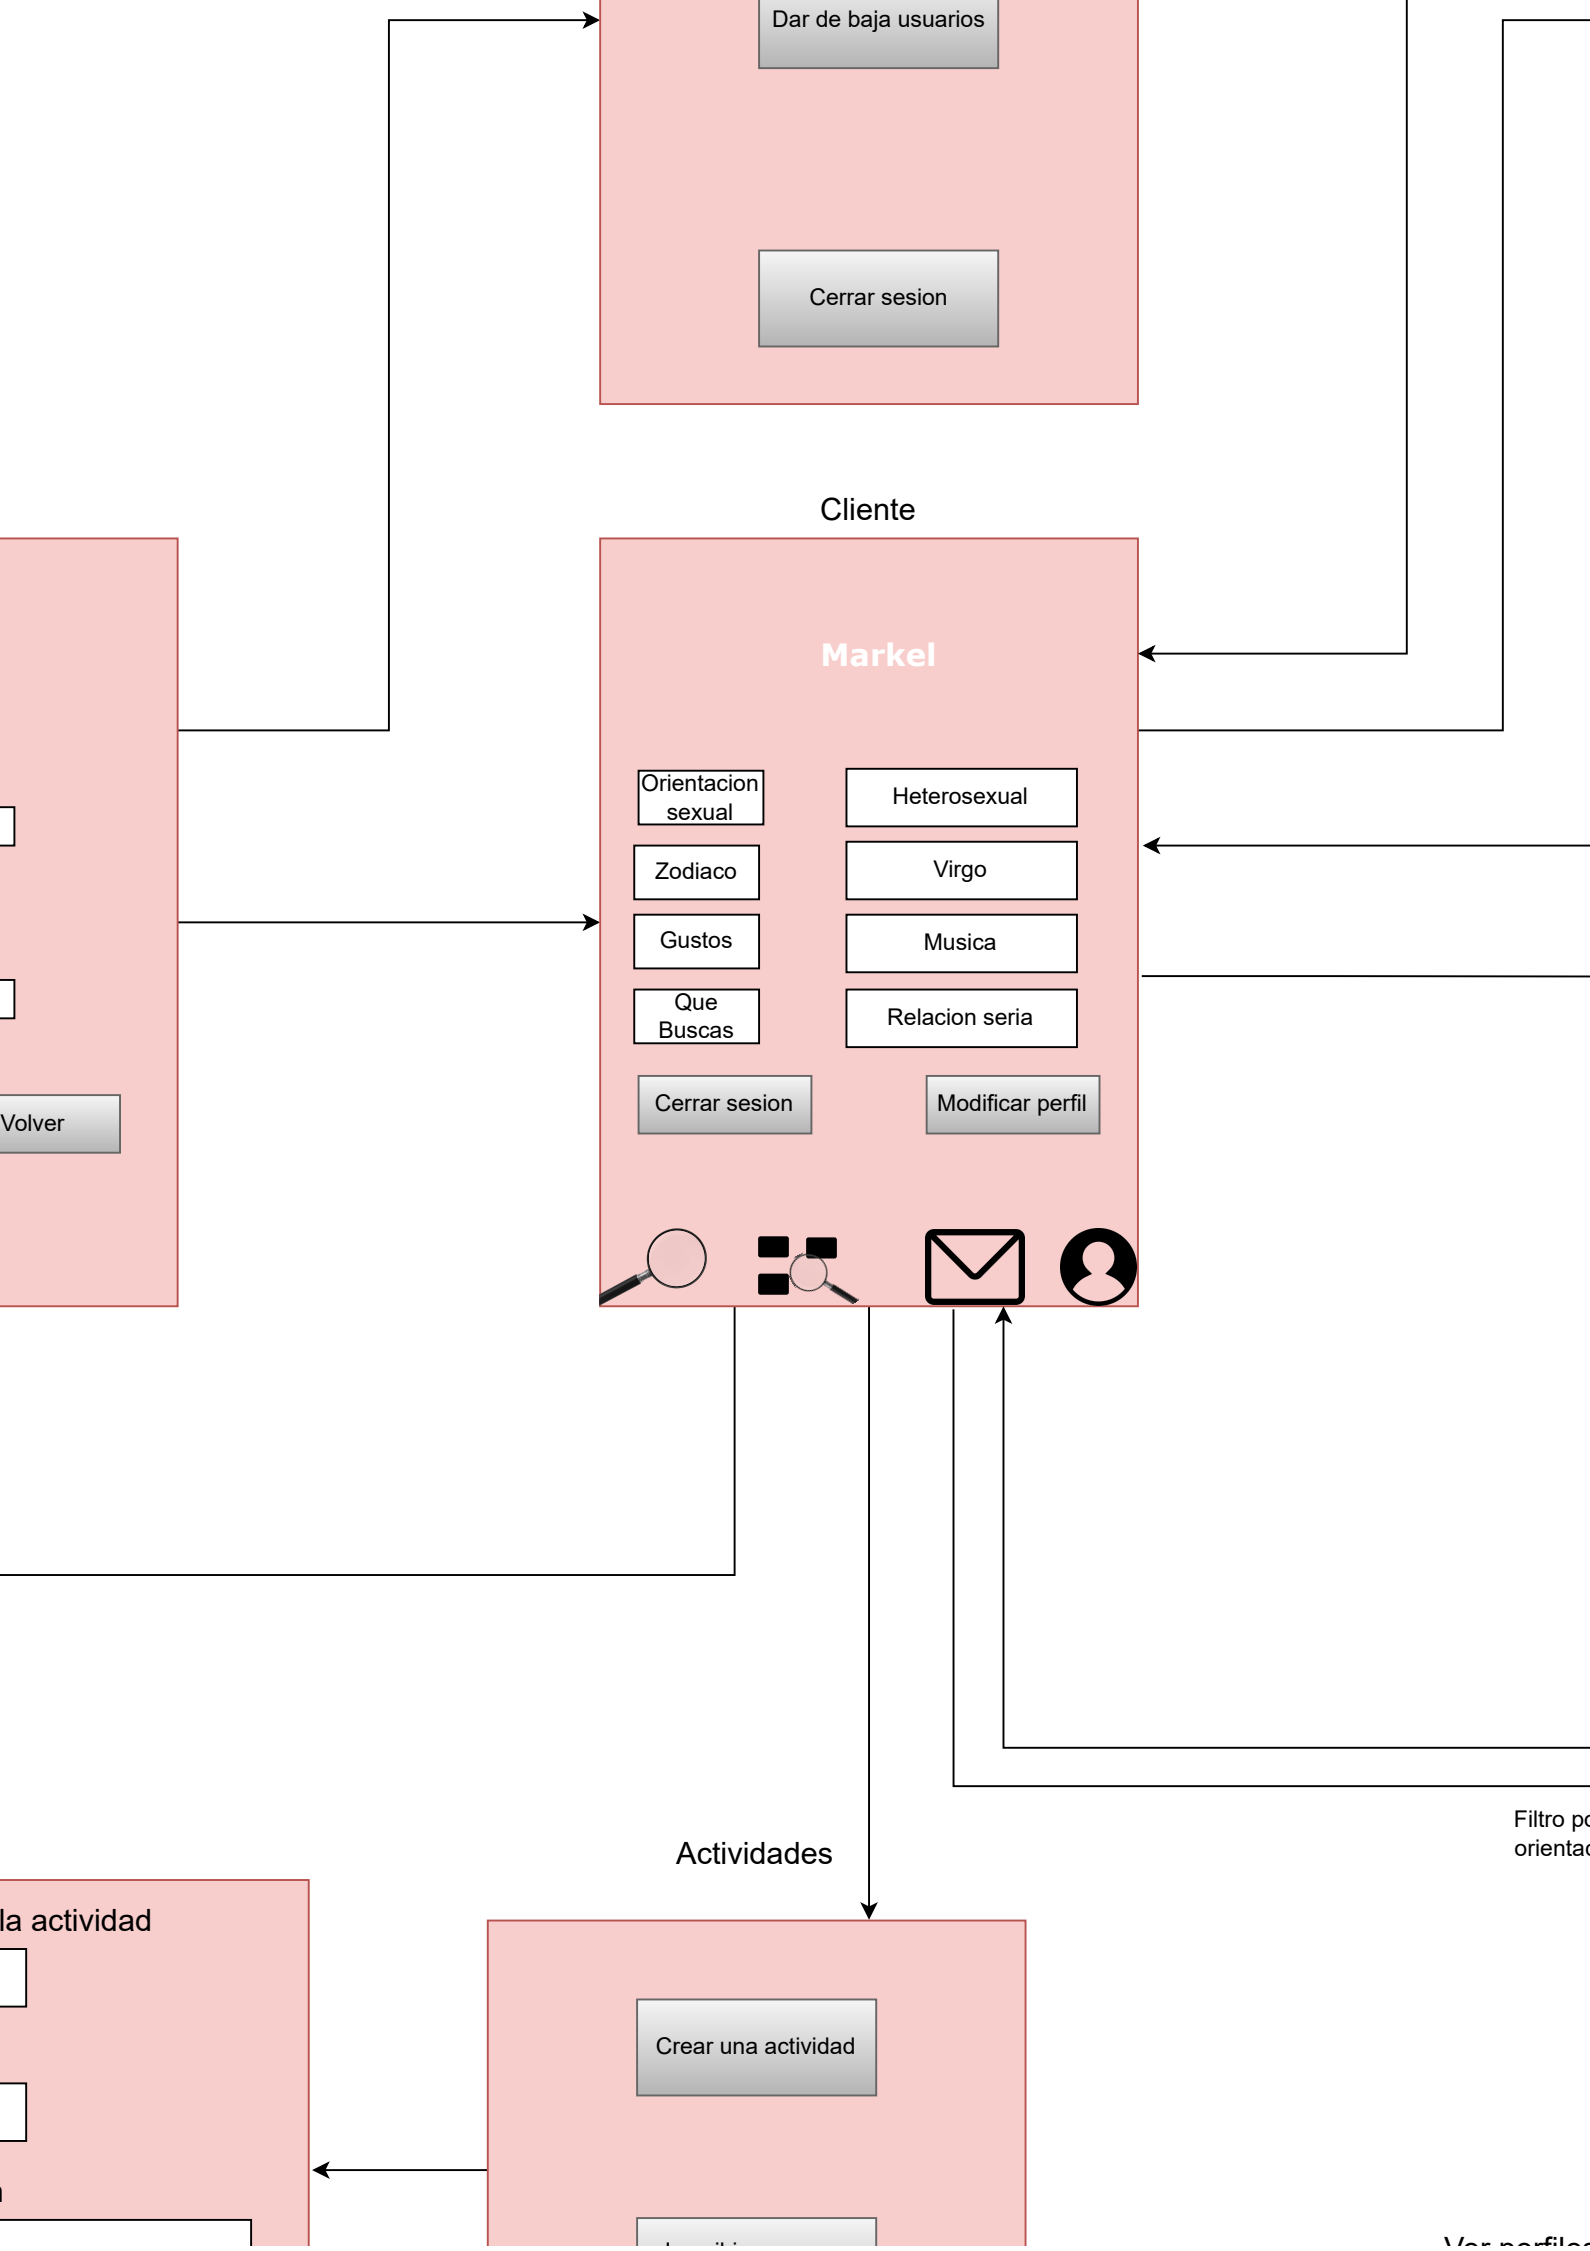 Dar de baja usuarios
Cerrar sesion
Cliente
Markel
Orientacion
sexual
Heterosexual
Zodiaco
Virgo
Gustos
Musica
Que
Buscas
Relacion seria
Cerrar sesion
Modificar perfil
Volver
Filtro
Actividades
la actividad
Crear una actividad